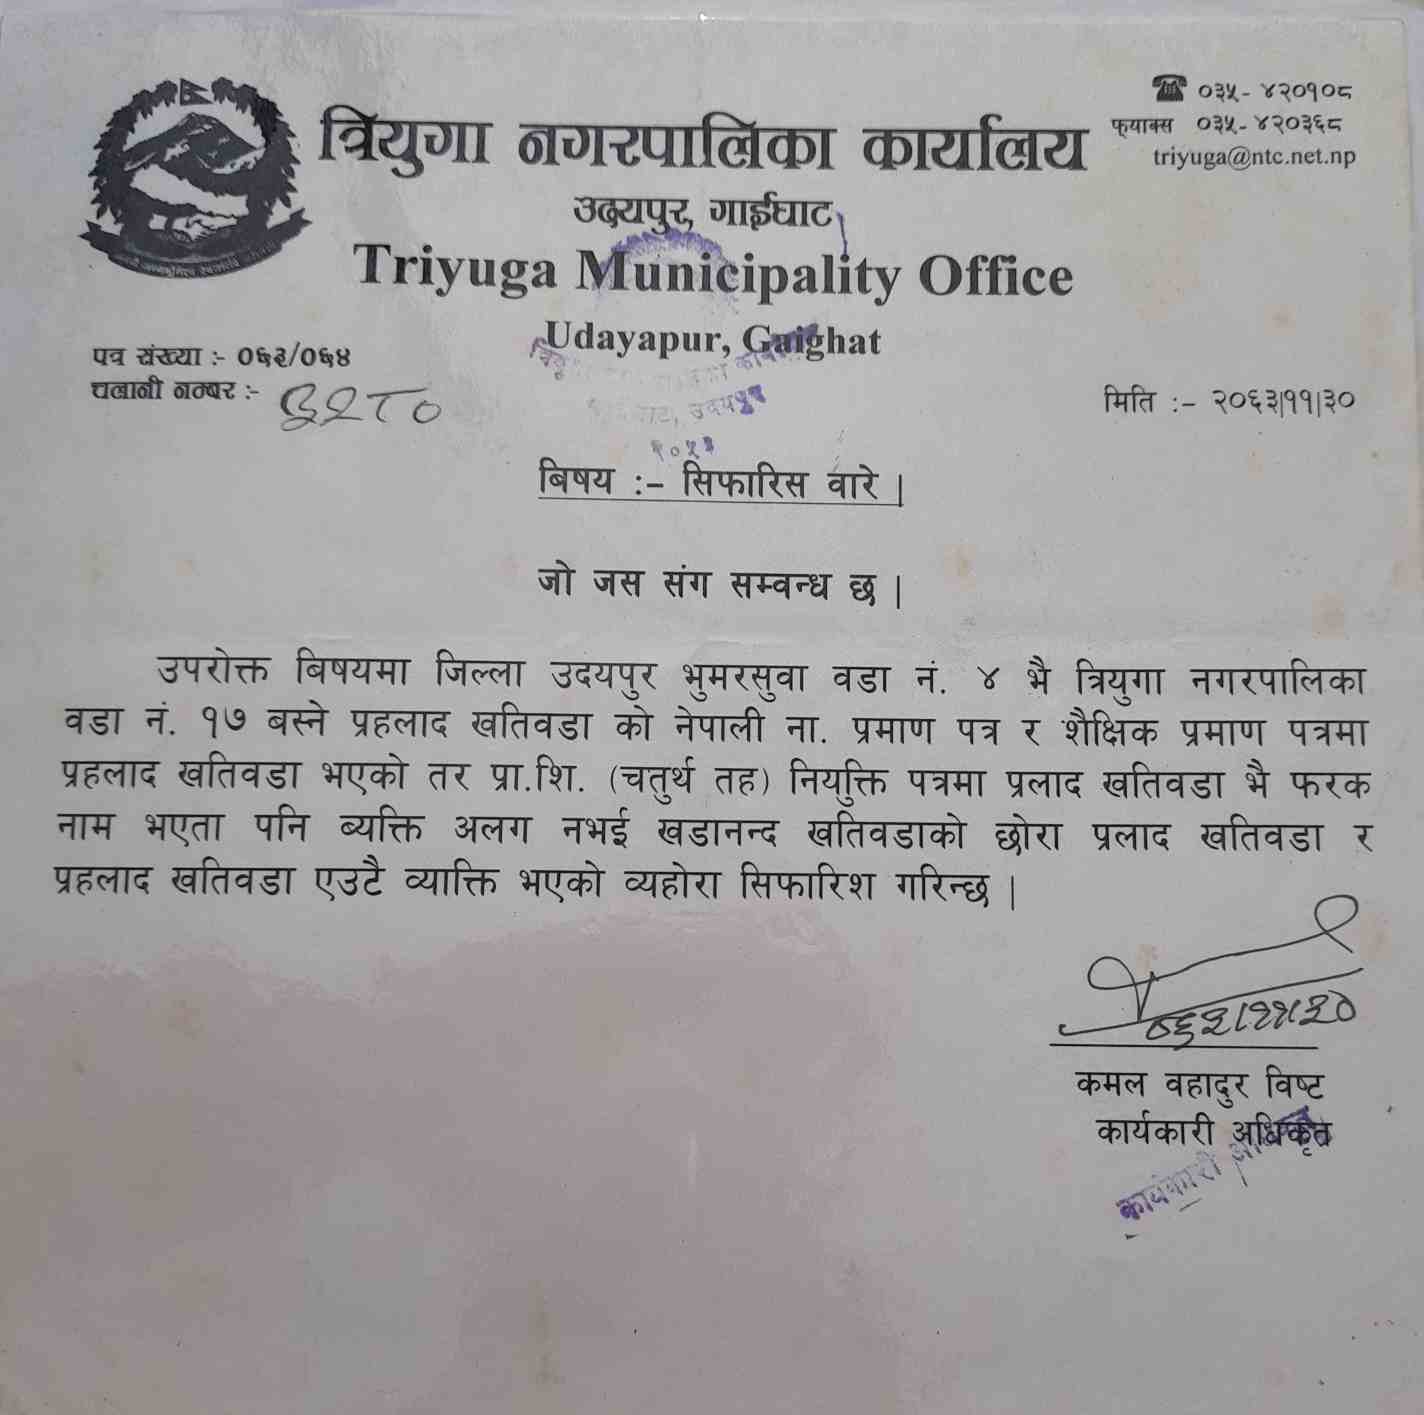 ☎ ०३५- ४२०१०८
फ्याक्स ०३५- ४२०३६८
triyuga@ntc.net.np
त्रियुगा नगरपालिका कार्यालय
उदयपुर, गाईघाट
Triyuga Municipality Office
Udayapur, Gaighat
पत्र संख्या :- ०६३/०६४
चलानी नम्बर :-
मिति :- २०६३|११|३०
उदयपुर
२०५३
बिषय :- सिफारिस वारे |
जो जस संग सम्वन्ध छ |
उपरोक्त बिषयमा जिल्ला उदयपुर भुमरसुवा वडा नं. ४ भै त्रियुगा नगरपालिका
वडा नं. १७ बस्ने प्रहलाद खतिवडा को नेपाली ना. प्रमाण पत्र र शैक्षिक प्रमाण पत्रमा
प्रहलाद खतिवडा भएको तर प्रा.शि. (चतुर्थ तह) नियुक्ति पत्रमा प्रलाद खतिवडा भै फरक
नाम भएता पनि ब्यक्ति अलग नभई खडानन्द खतिवडाको छोरा प्रलाद खतिवडा र
प्रहलाद खतिवडा एउटै व्याक्ति भएको व्यहोरा सिफारिश गरिन्छ |
०६३।११।३०
कमल वहादुर विष्ट
कार्यकारी अधिकृत
कार्यकारी अधिकृत